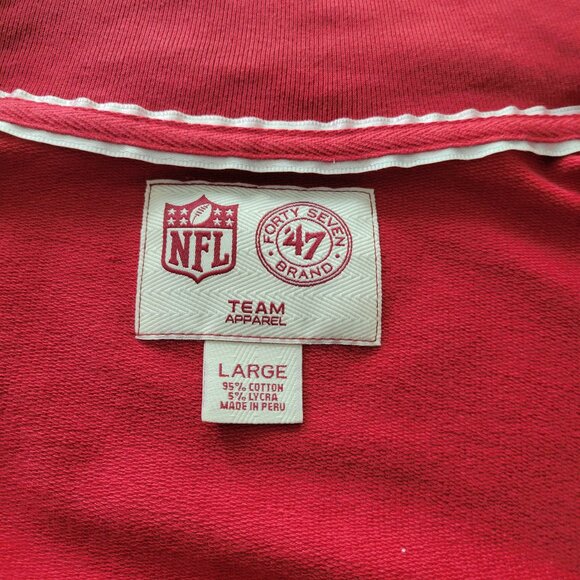 NFL
FORTY SEVEN
'47
BRAND
TEAM
APPAREL
LARGE
95% COTTON
5% LYCRA
MADE IN PERU